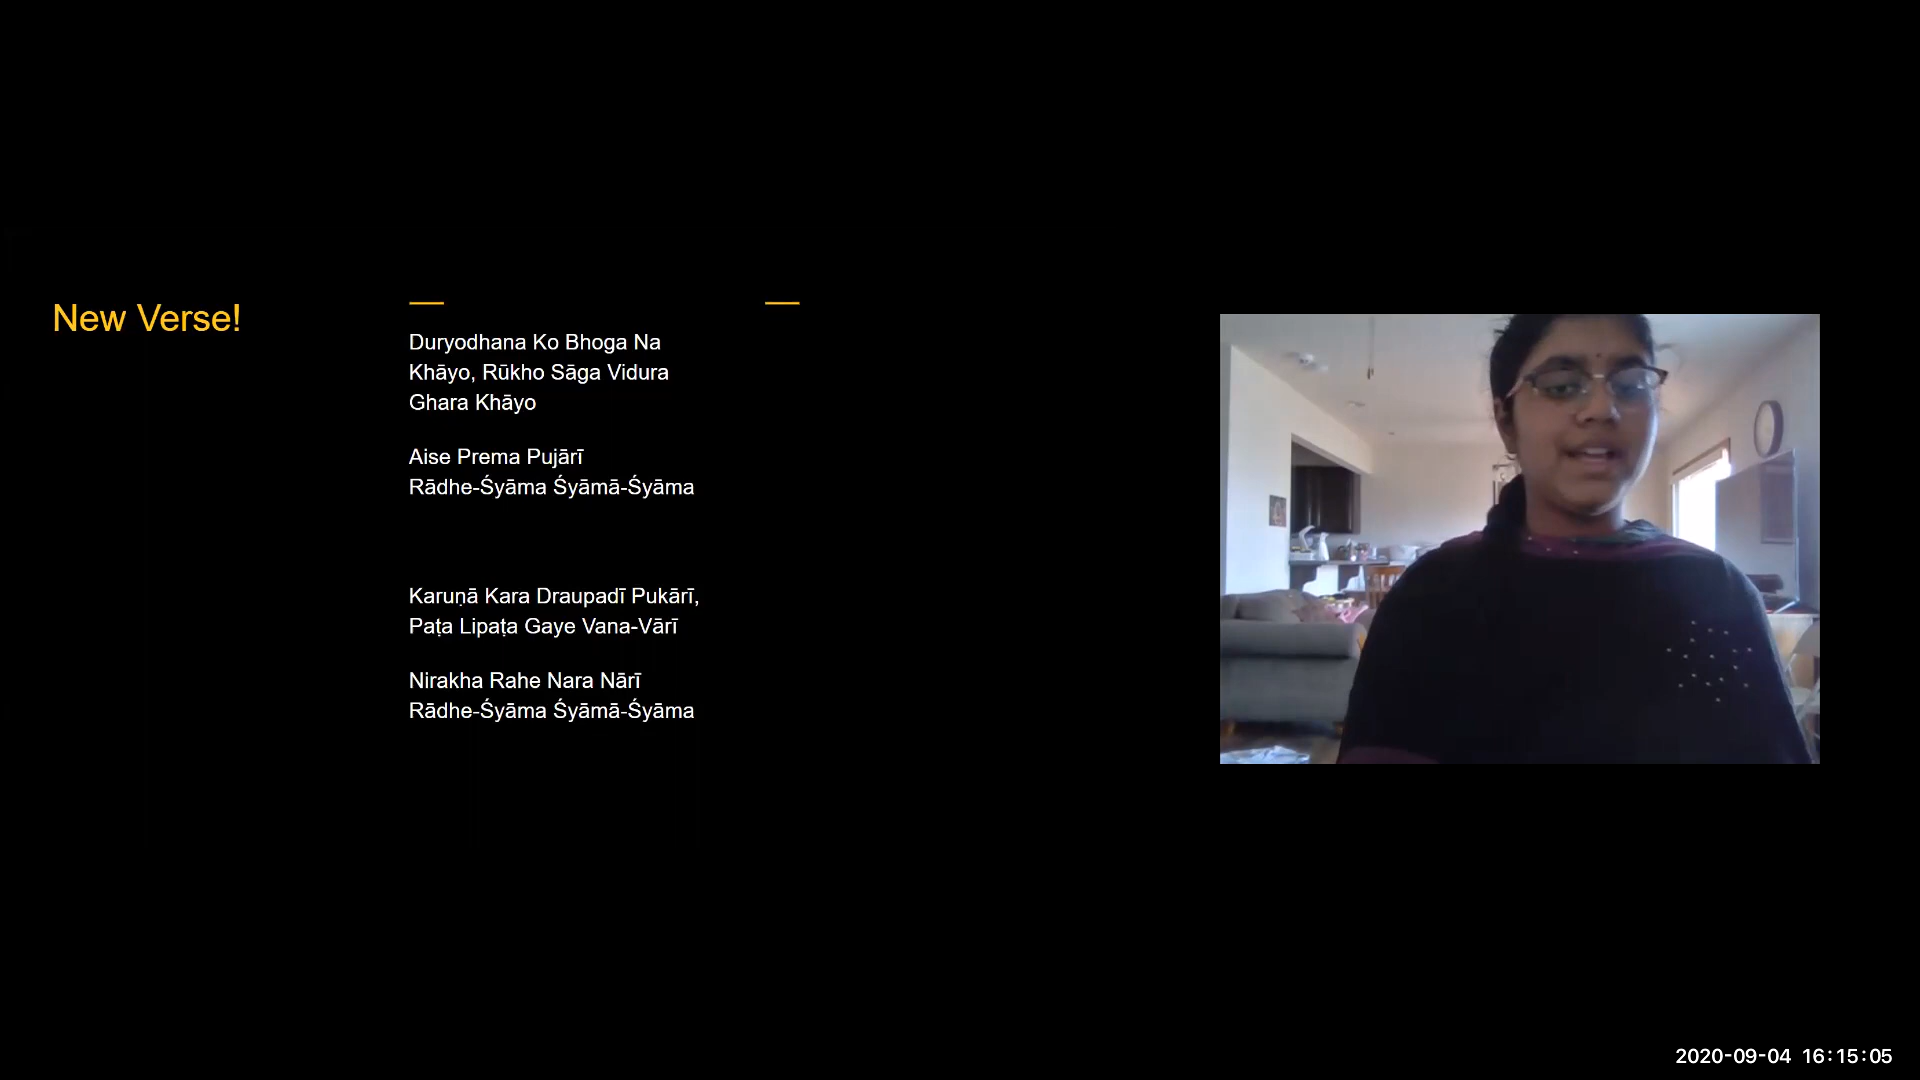 New Verse!
Duryodhana Ko Bhoga Na
Khāyo, Rūkho Sāga Vidura
Ghara Khāyo
Aise Prema Pujārī
Rādhe-Śyāma Śyāmā-Śyāma
Karuṇā Kara Draupadī Pukārī,
Paṭa Lipaṭa Gaye Vana-Vārī
Nirakha Rahe Nara Nārī
Rādhe-Śyāma Śyāmā-Śyāma
2020-09-04 16:15:05